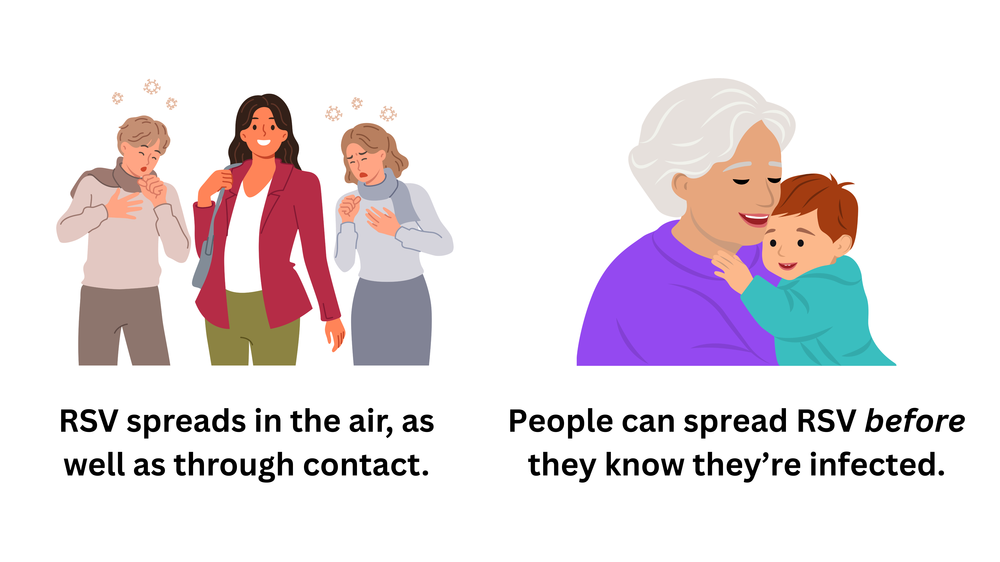 RSV spreads in the air, as
well as through contact.
People can spread RSV before
they know they’re infected.